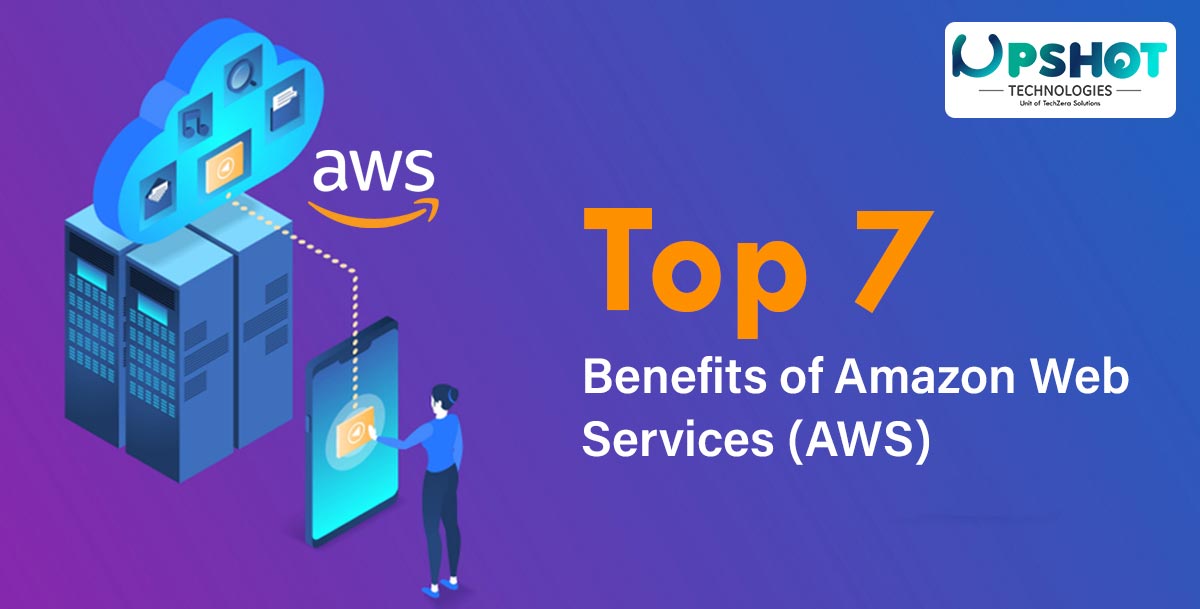 UPSHOT
TECHNOLOGIES
Unit of TechZera Solutions
aws
Top 7
Benefits of Amazon Web
Services (AWS)